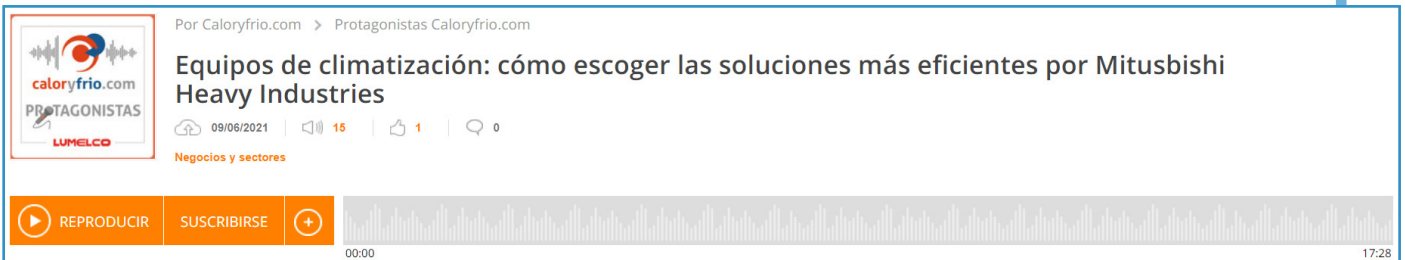 caloryfrio.com
PROTAGONISTAS
LUMELCO
Por Caloryfrio.com > Protagonistas Caloryfrio.com
Equipos de climatización: cómo escoger las soluciones más eficientes por Mitusbishi
Heavy Industries
09/06/2021 15 1 0
Negocios y sectores
REPRODUCIR SUSCRIBIRSE
00:00 17:28